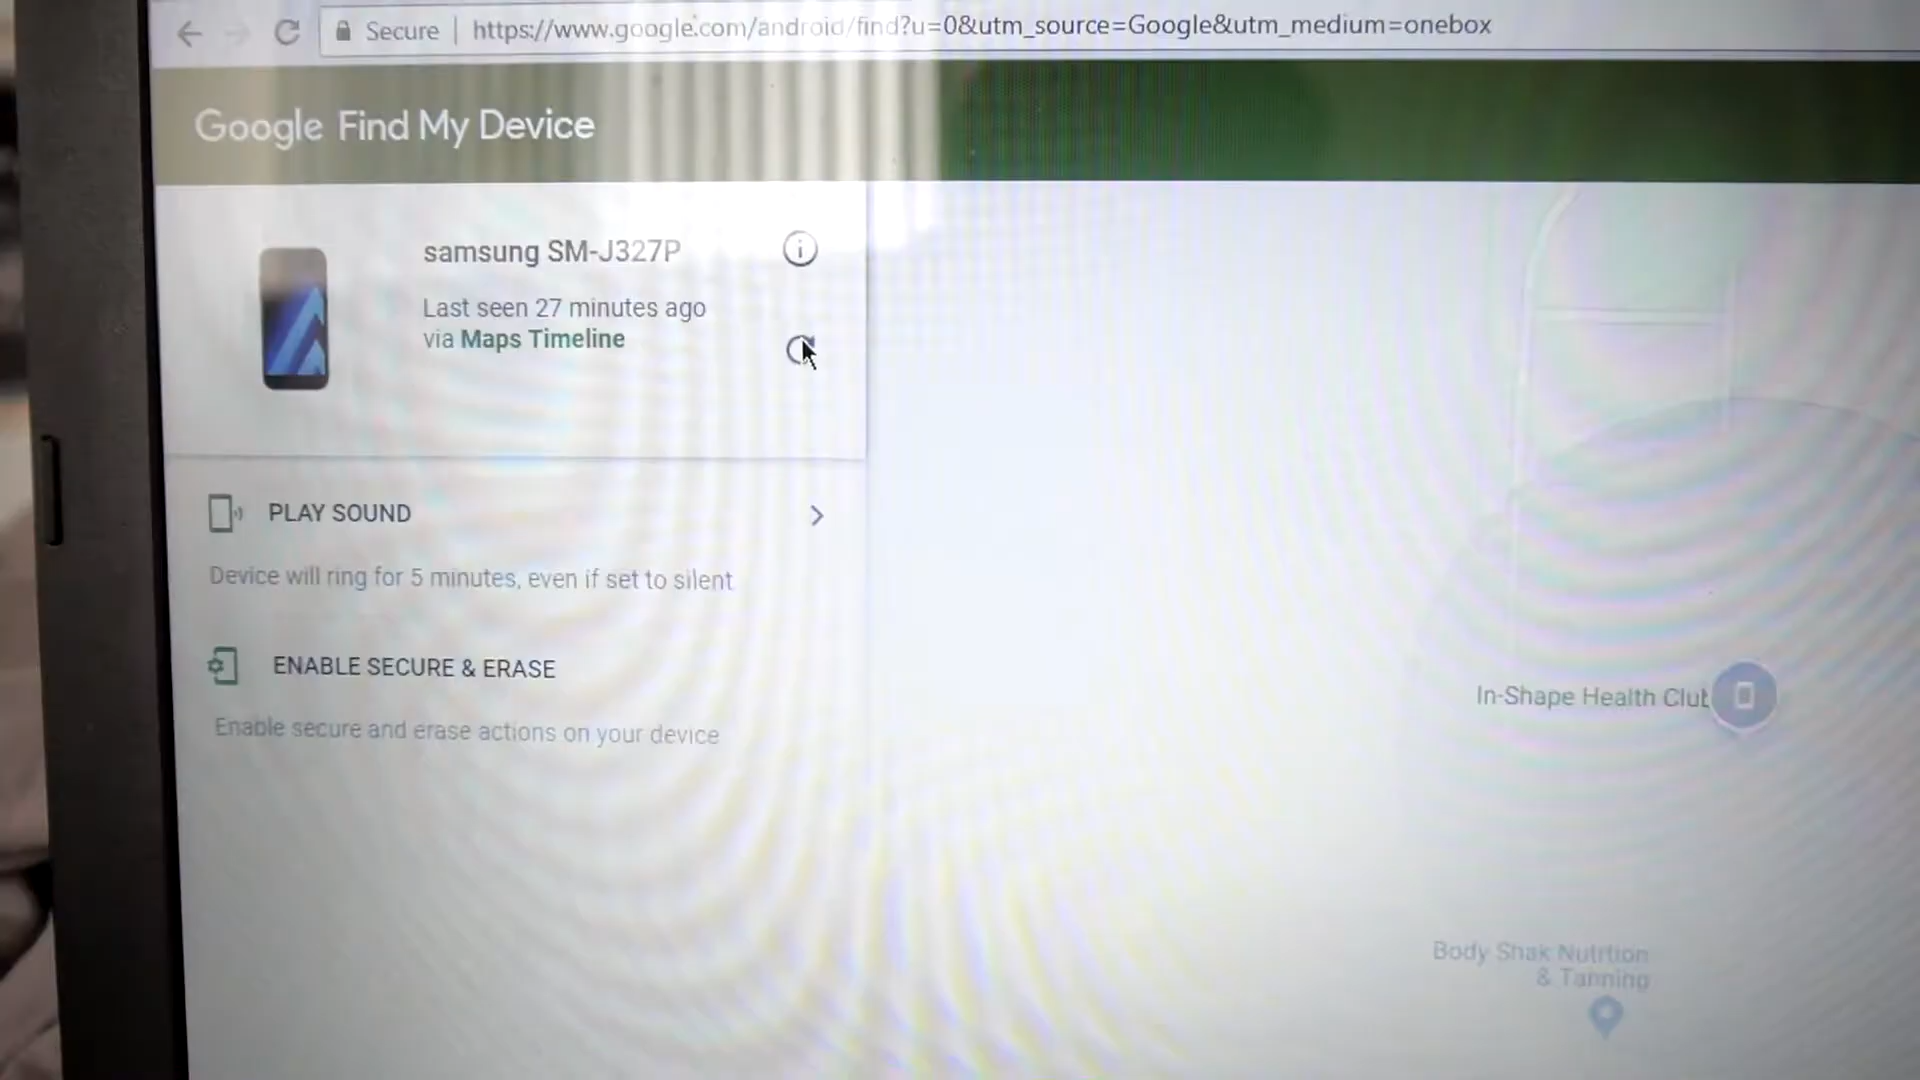 Secure | https://www.google.com/android/find?u=0&utm_source=Google&utm_medium=onebox
Google Find My Device
samsung SM-J327P
Last seen 27 minutes ago
via Maps Timeline
PLAY SOUND
Device will ring for 5 minutes, even if set to silent
ENABLE SECURE & ERASE
Enable secure and erase actions on your device
In-Shape Health Club
Body Shak Nutrition
& Tanning